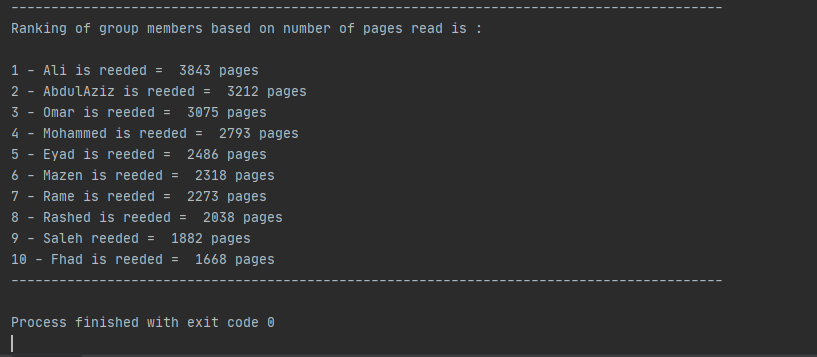 Ranking of group members based on number of pages read is :
1 - Ali is reeded =  3843 pages
2 - AbdulAziz is reeded =  3212 pages
3 - Omar is reeded =  3075 pages
4 - Mohammed is reeded =  2793 pages
5 - Eyad is reeded =  2486 pages
6 - Mazen is reeded =  2318 pages
7 - Rame is reeded =  2273 pages
8 - Rashed is reeded =  2038 pages
9 - Saleh reeded =  1882 pages
10 - Fhad is reeded =  1668 pages
Process finished with exit code 0